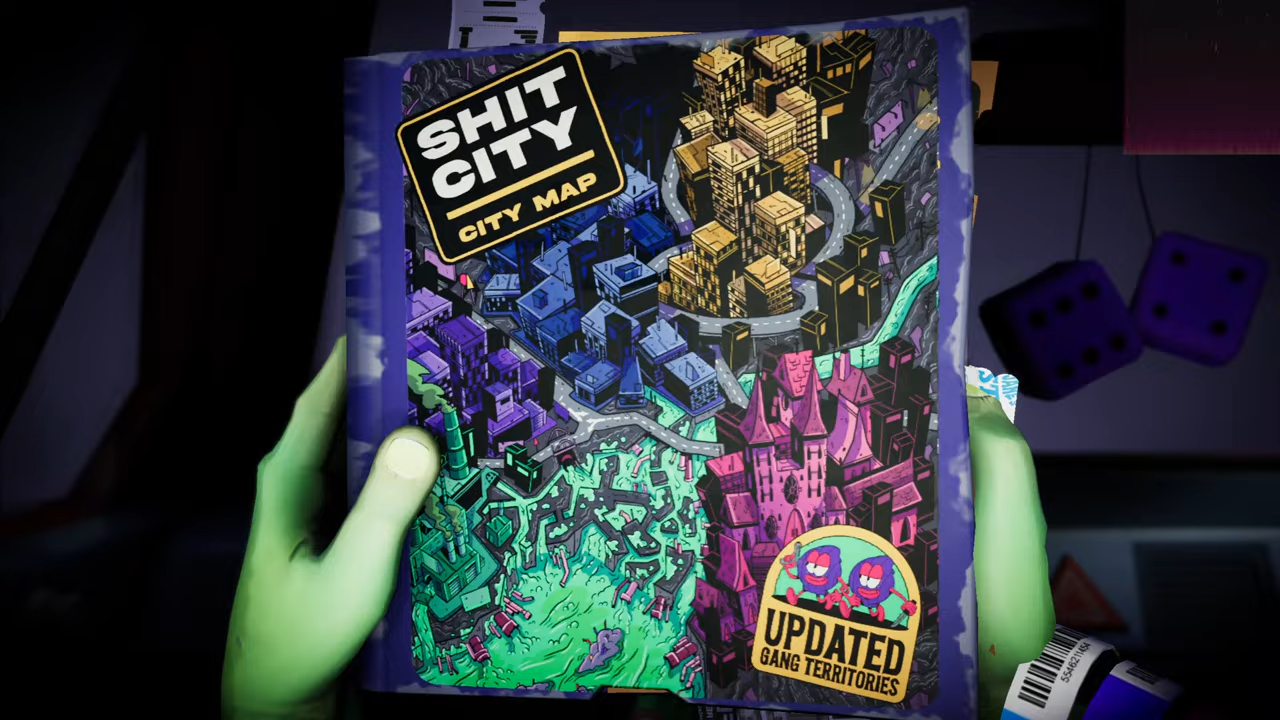 SHIT
CITY
CITY MAP
UPDATED
GANG TERRITORIES